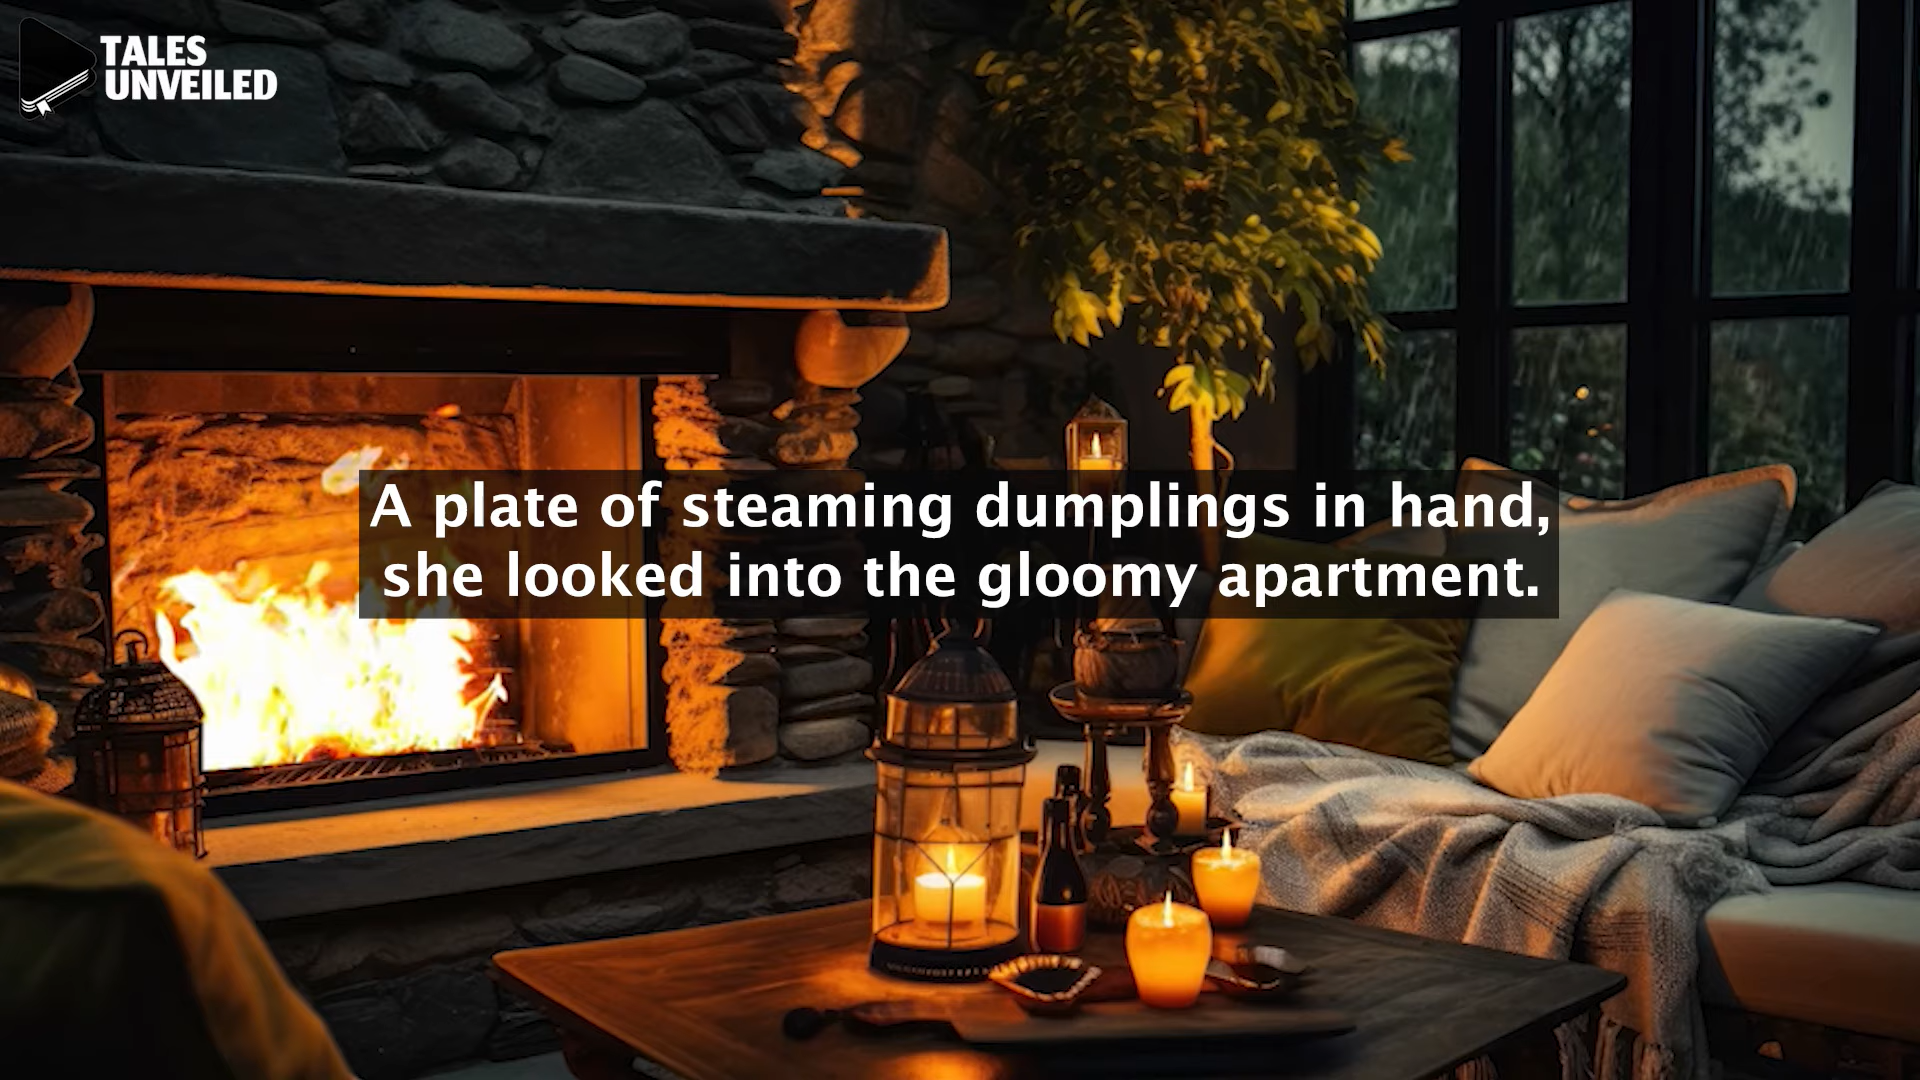 TALES
UNVEILED
A plate of steaming dumplings in hand,
she looked into the gloomy apartment.